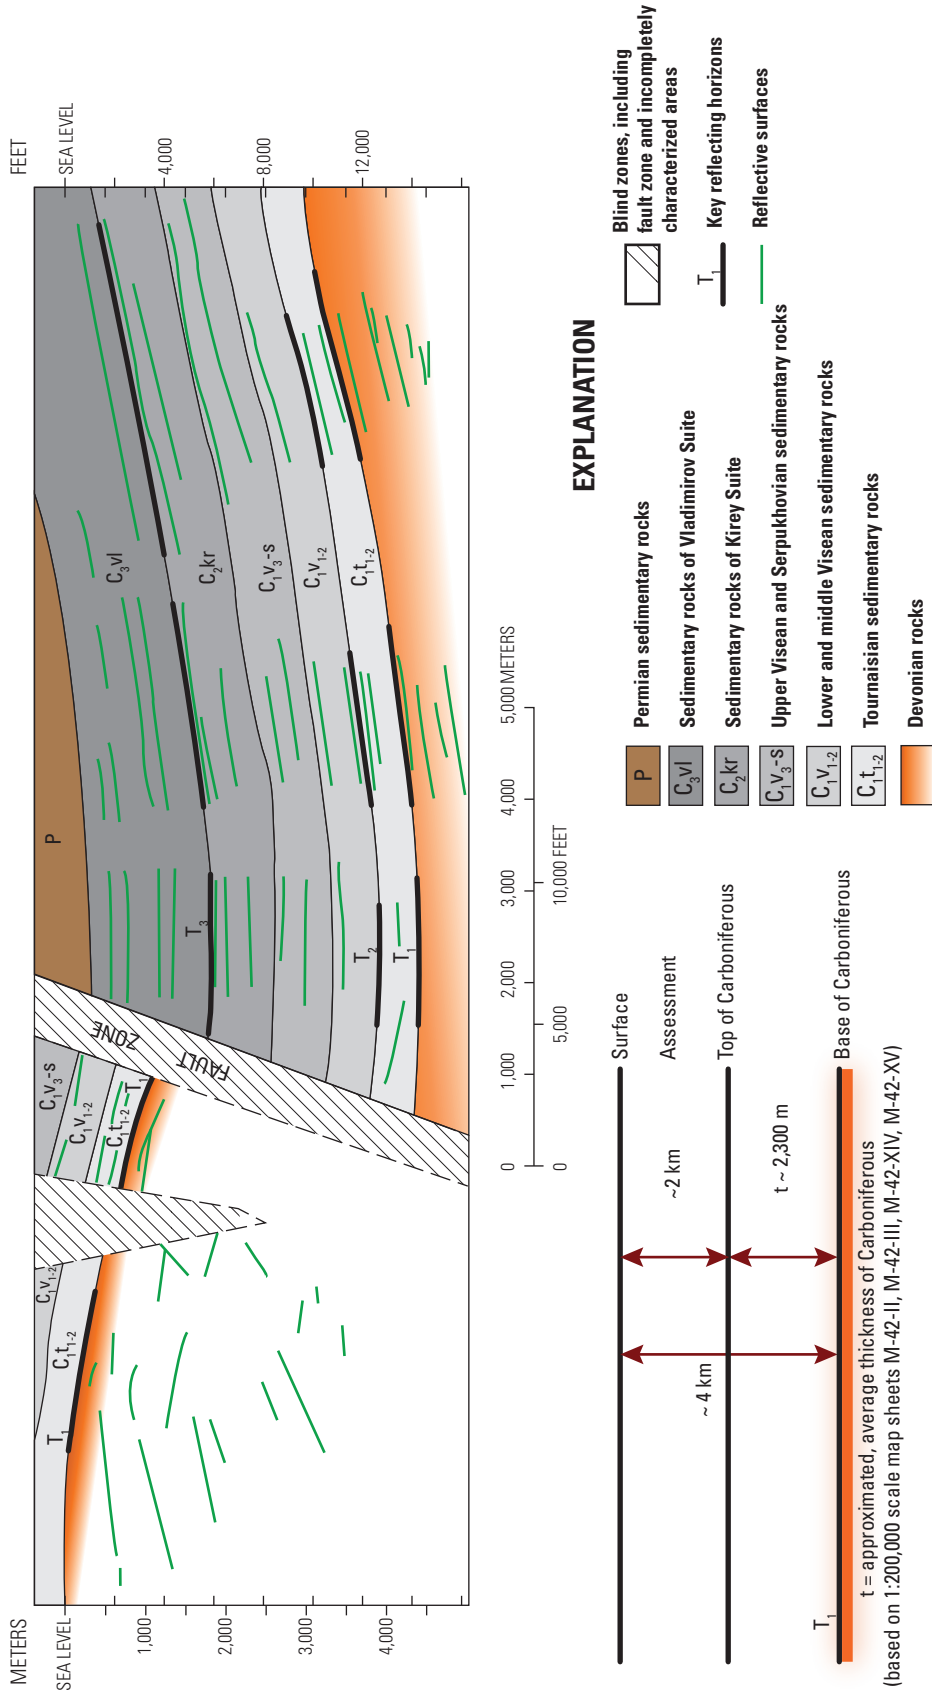 METERS
SEA LEVEL
1,000
2,000
3,000
4,000
FEET
SEA LEVEL
4,000
8,000
12,000
T₁
C₁t₁₋₂
C₁v₁₋₂
C₁v₃-s
C₁v₁₋₂
C₁t₁₋₂
T₁
FAULT
ZONE
P
C₃vl
C₂kr
C₁v₃-s
C₁v₁₋₂
C₁t₁₋₂
T₃
T₂
T₁
0
1,000
2,000
3,000
4,000
5,000 METERS
0
5,000
10,000 FEET
Surface
Assessment
Top of Carboniferous
Base of Carboniferous
~2 km
~ 4 km
t ~ 2,300 m
T₁
t = approximated, average thickness of Carboniferous
(based on 1:200,000 scale map sheets M-42-II, M-42-III, M-42-XIV, M-42-XV)
EXPLANATION
P
Permian sedimentary rocks
C₃vl
Sedimentary rocks of Vladimirov Suite
C₂kr
Sedimentary rocks of Kirey Suite
C₁v₃-s
Upper Visean and Serpukhovian sedimentary rocks
C₁v₁₋₂
Lower and middle Visean sedimentary rocks
C₁t₁₋₂
Tournaisian sedimentary rocks
Devonian rocks
Blind zones, including
fault zone and incompletely
characterized areas
T₁
Key reflecting horizons
Reflective surfaces